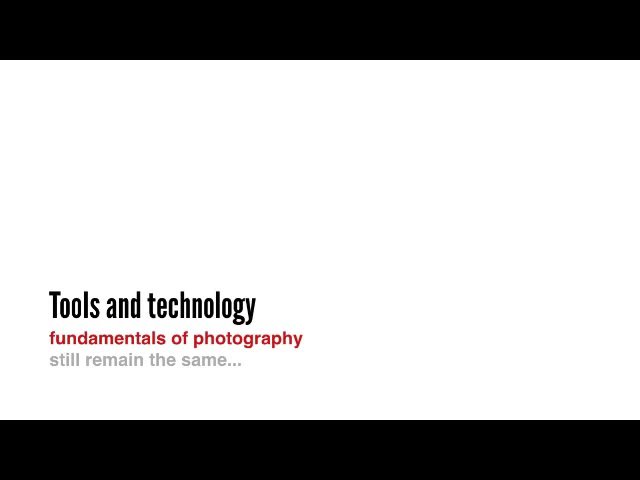 Tools and technology
fundamentals of photography
still remain the same...